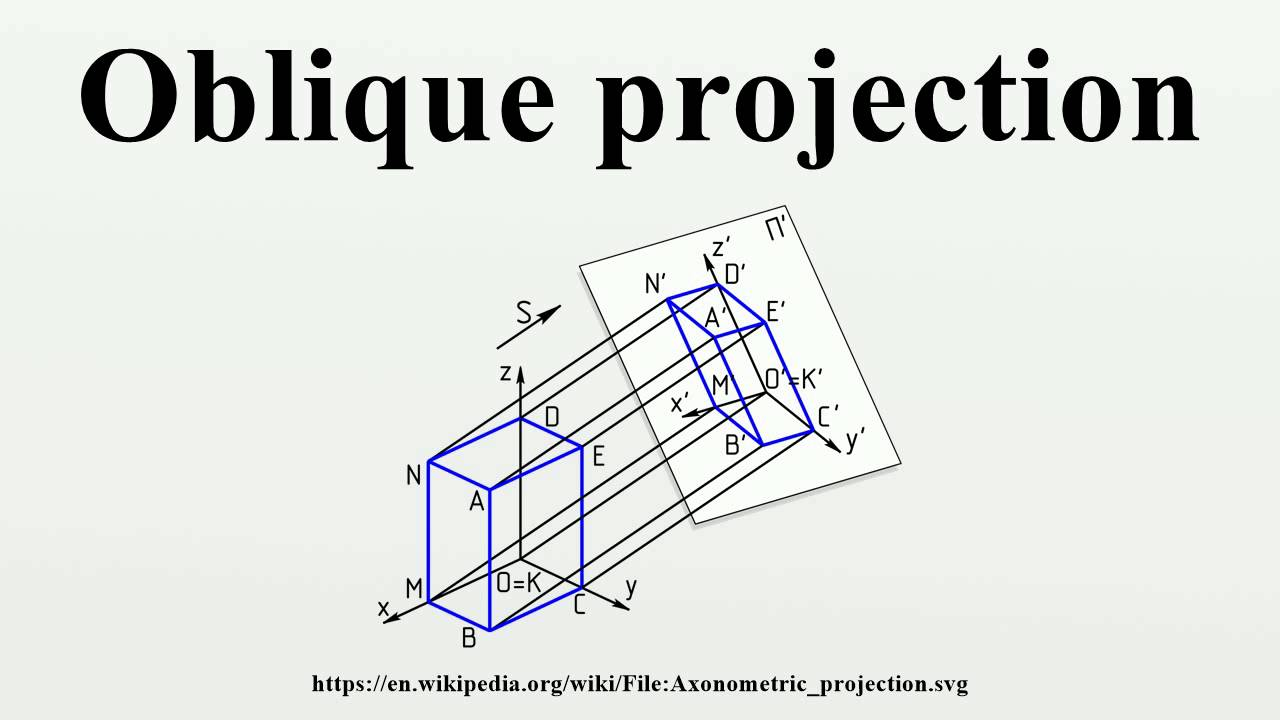 Oblique projection
П'
z'
D'
N'
E'
A'
S
O'=K'
M'
x'
z
C'
D
y'
B'
E
N
A
O=K
y
M
C
x
B
https://en.wikipedia.org/wiki/File:Axonometric_projection.svg